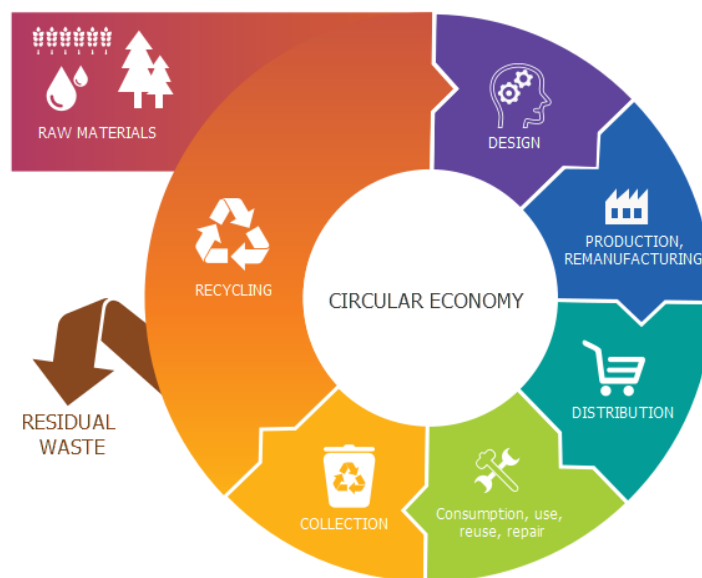 RAW MATERIALS
DESIGN
PRODUCTION,
REMANUFACTURING
RECYCLING
CIRCULAR ECONOMY
DISTRIBUTION
RESIDUAL
WASTE
Consumption, use,
reuse, repair
COLLECTION